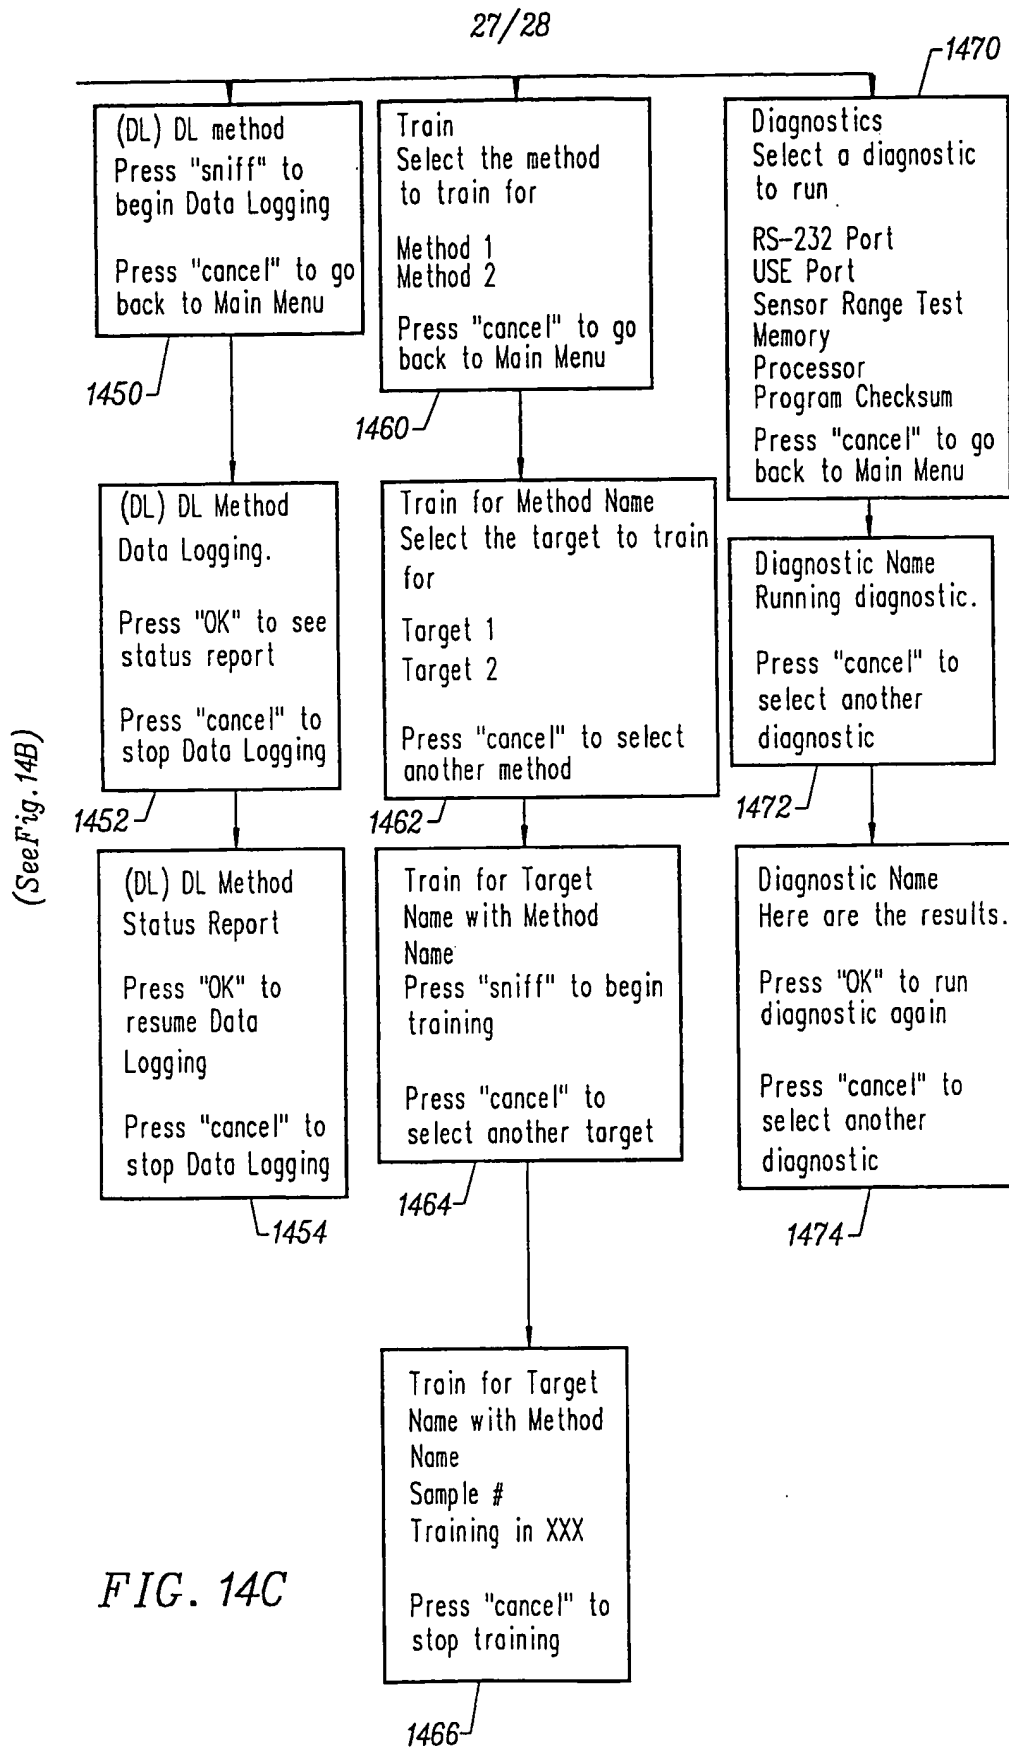 27/28
1470
(DL) DL method
Press "sniff" to
begin Data Logging
Press "cancel" to go
back to Main Menu
1450
Train
Select the method
to train for
Method 1
Method 2
Press "cancel" to go
back to Main Menu
1460
Diagnostics
Select a diagnostic
to run
RS-232 Port
USE Port
Sensor Range Test
Memory
Processor
Program Checksum
Press "cancel" to go
back to Main Menu
(DL) DL Method
Data Logging.
Press "OK" to see
status report
Press "cancel" to
stop Data Logging
1452
Train for Method Name
Select the target to train
for
Target 1
Target 2
Press "cancel" to select
another method
1462
Diagnostic Name
Running diagnostic.
Press "cancel" to
select another
diagnostic
1472
(See Fig. 14B)
(DL) DL Method
Status Report
Press "OK" to
resume Data
Logging
Press "cancel" to
stop Data Logging
1454
Train for Target
Name with Method
Name
Press "sniff" to begin
training
Press "cancel" to
select another target
1464
Diagnostic Name
Here are the results.
Press "OK" to run
diagnostic again
Press "cancel" to
select another
diagnostic
1474
Train for Target
Name with Method
Name
Sample #
Training in XXX
Press "cancel" to
stop training
1466
FIG. 14C